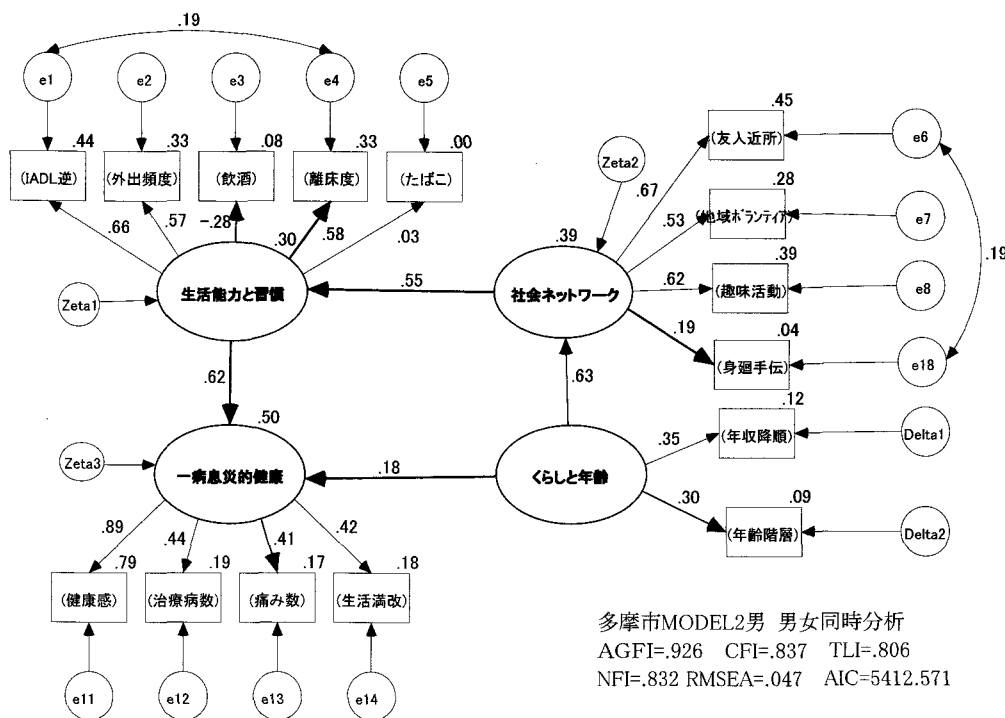 .19
e1 e2 e3 e4 e5
.44 .33 .08 .33 .00
(IADL逆) (外出頻度) (飲酒) (離床度) (たばこ)
.66 .57 -.28 .30 .58 .03
生活能力と習慣
Zeta1
.45
(友人近所)
e6
Zeta2
.67
.28
(地域ボランティア)
e7
.53
.39
.39
.19
社会ネットワーク
.62
(趣味活動)
e8
.55
.19
.04
(身廻手伝)
e18
.62
.63
.12
(年収降順)
Delta1
.50
.35
Zeta3
一病息災的健康
.18
くらしと年齢
.30
.09
(年齢階層)
Delta2
.89 .44 .41 .42
.79 .19 .17 .18
(健康感) (治療病数) (痛み数) (生活満改)
e11 e12 e13 e14
多摩市MODEL2男 男女同時分析
AGFI=.926 CFI=.837 TLI=.806
NFI=.832 RMSEA=.047 AIC=5412.571